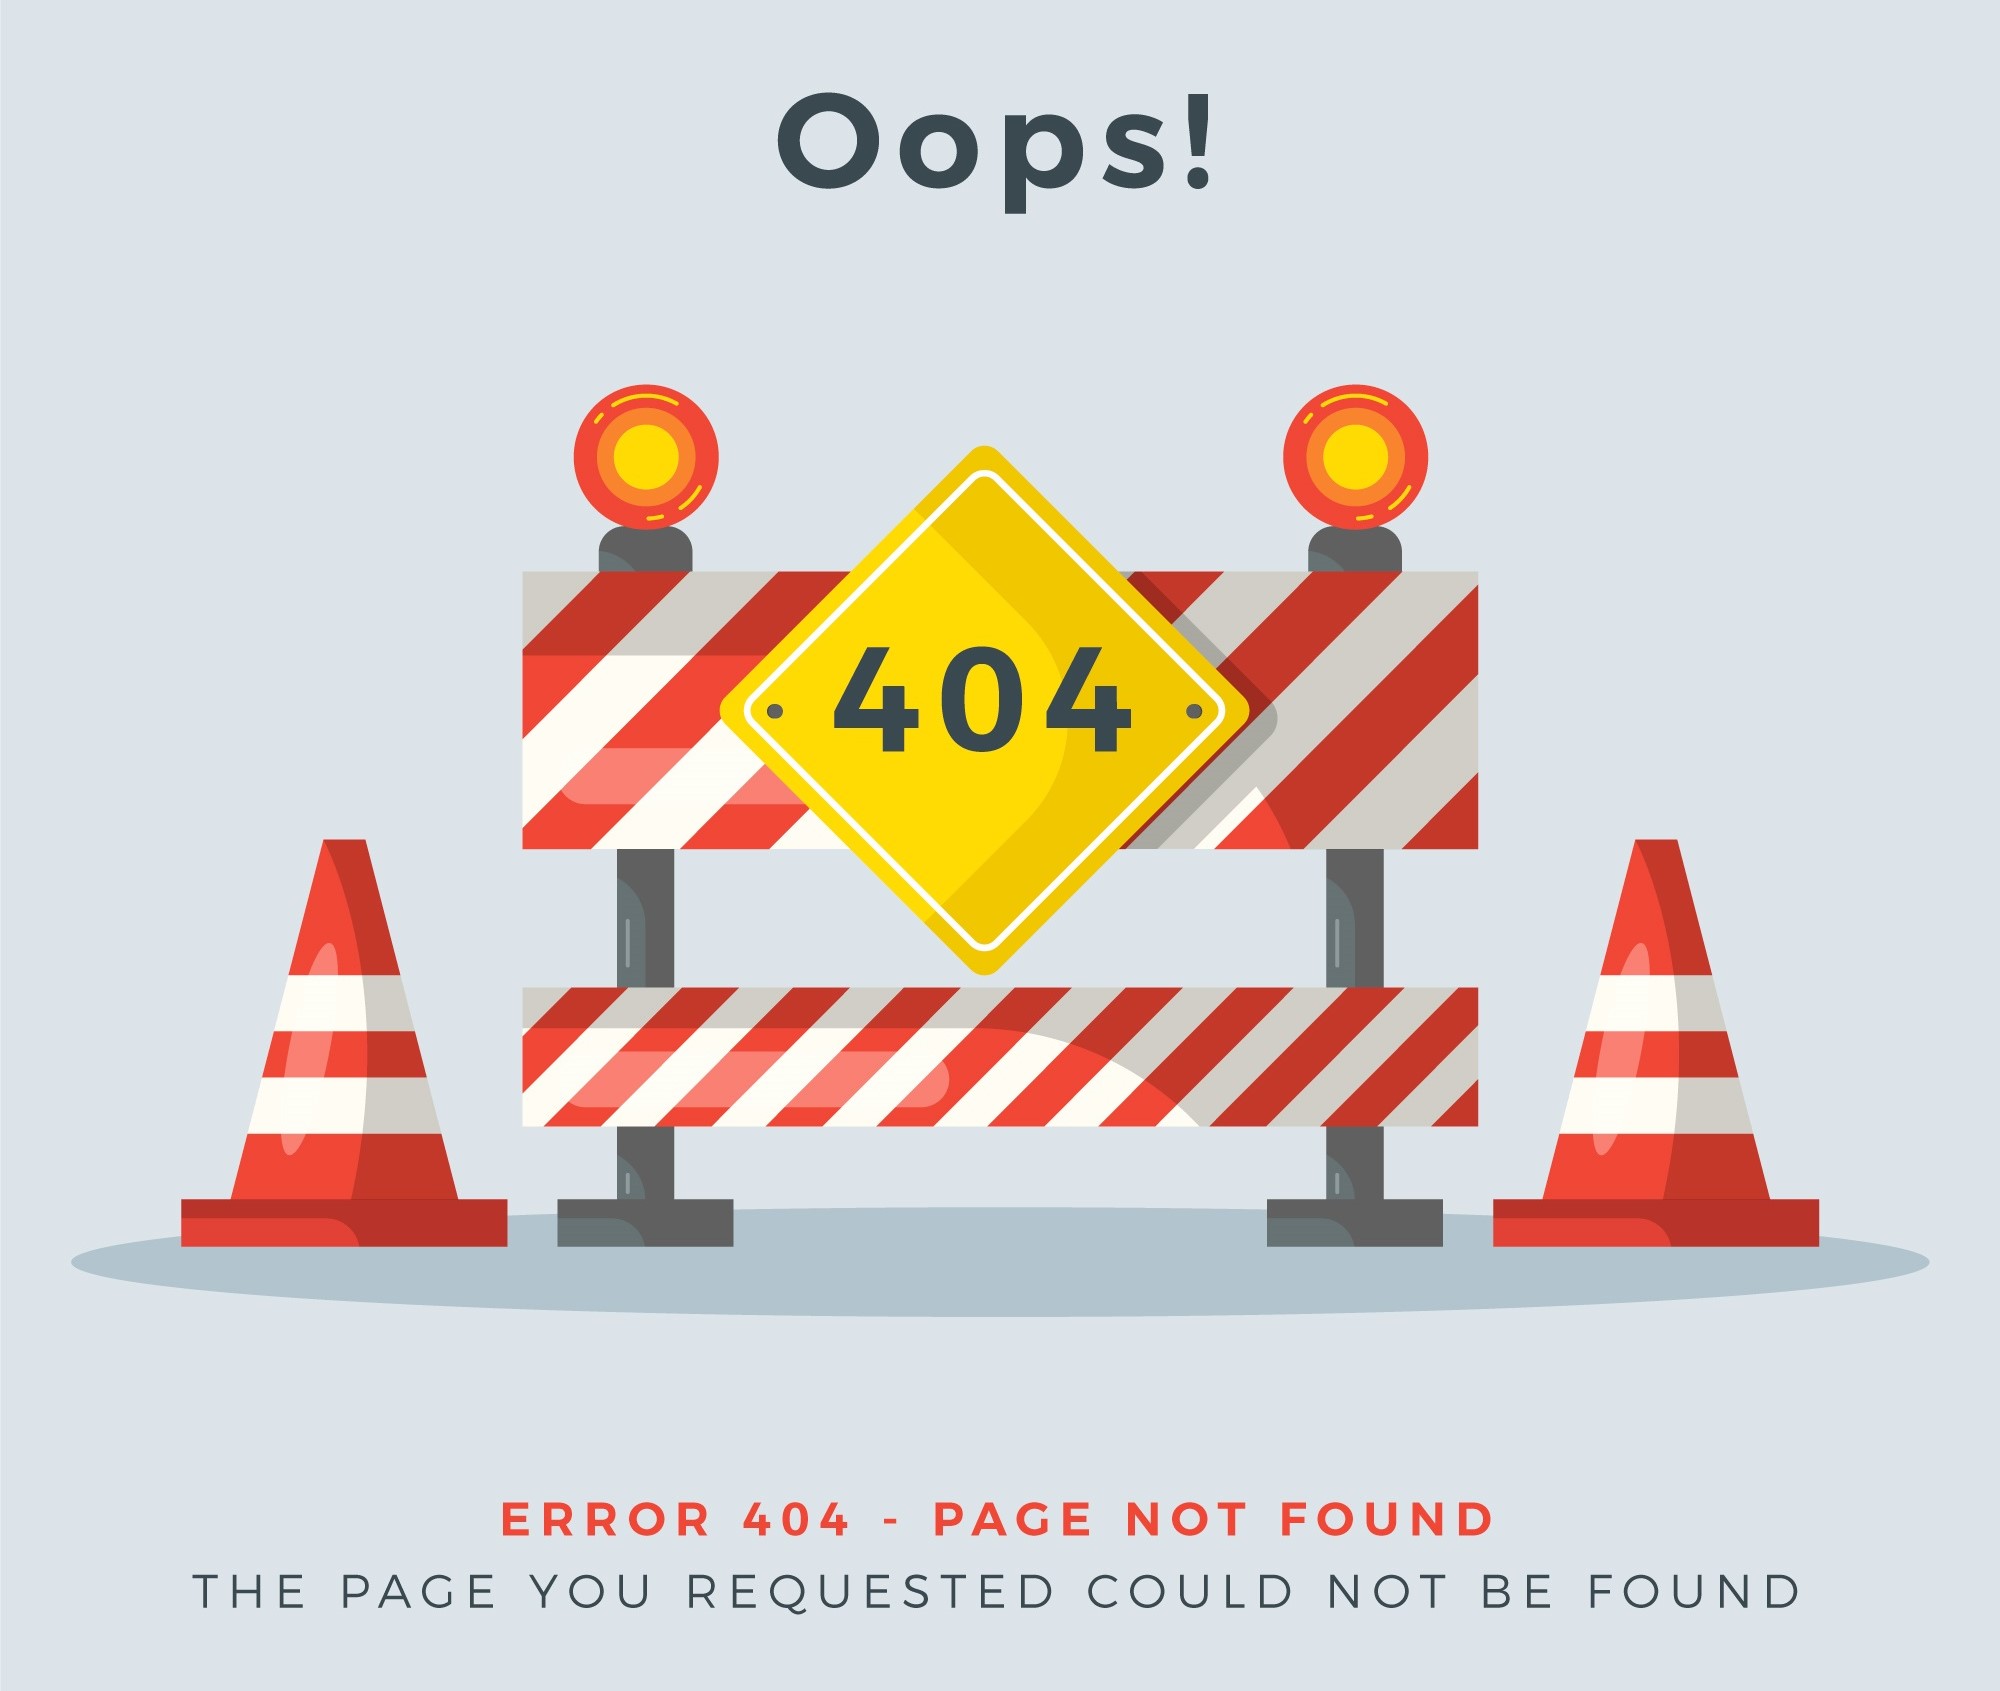 Oops!
404
ERROR 404 - PAGE NOT FOUND
THE PAGE YOU REQUESTED COULD NOT BE FOUND